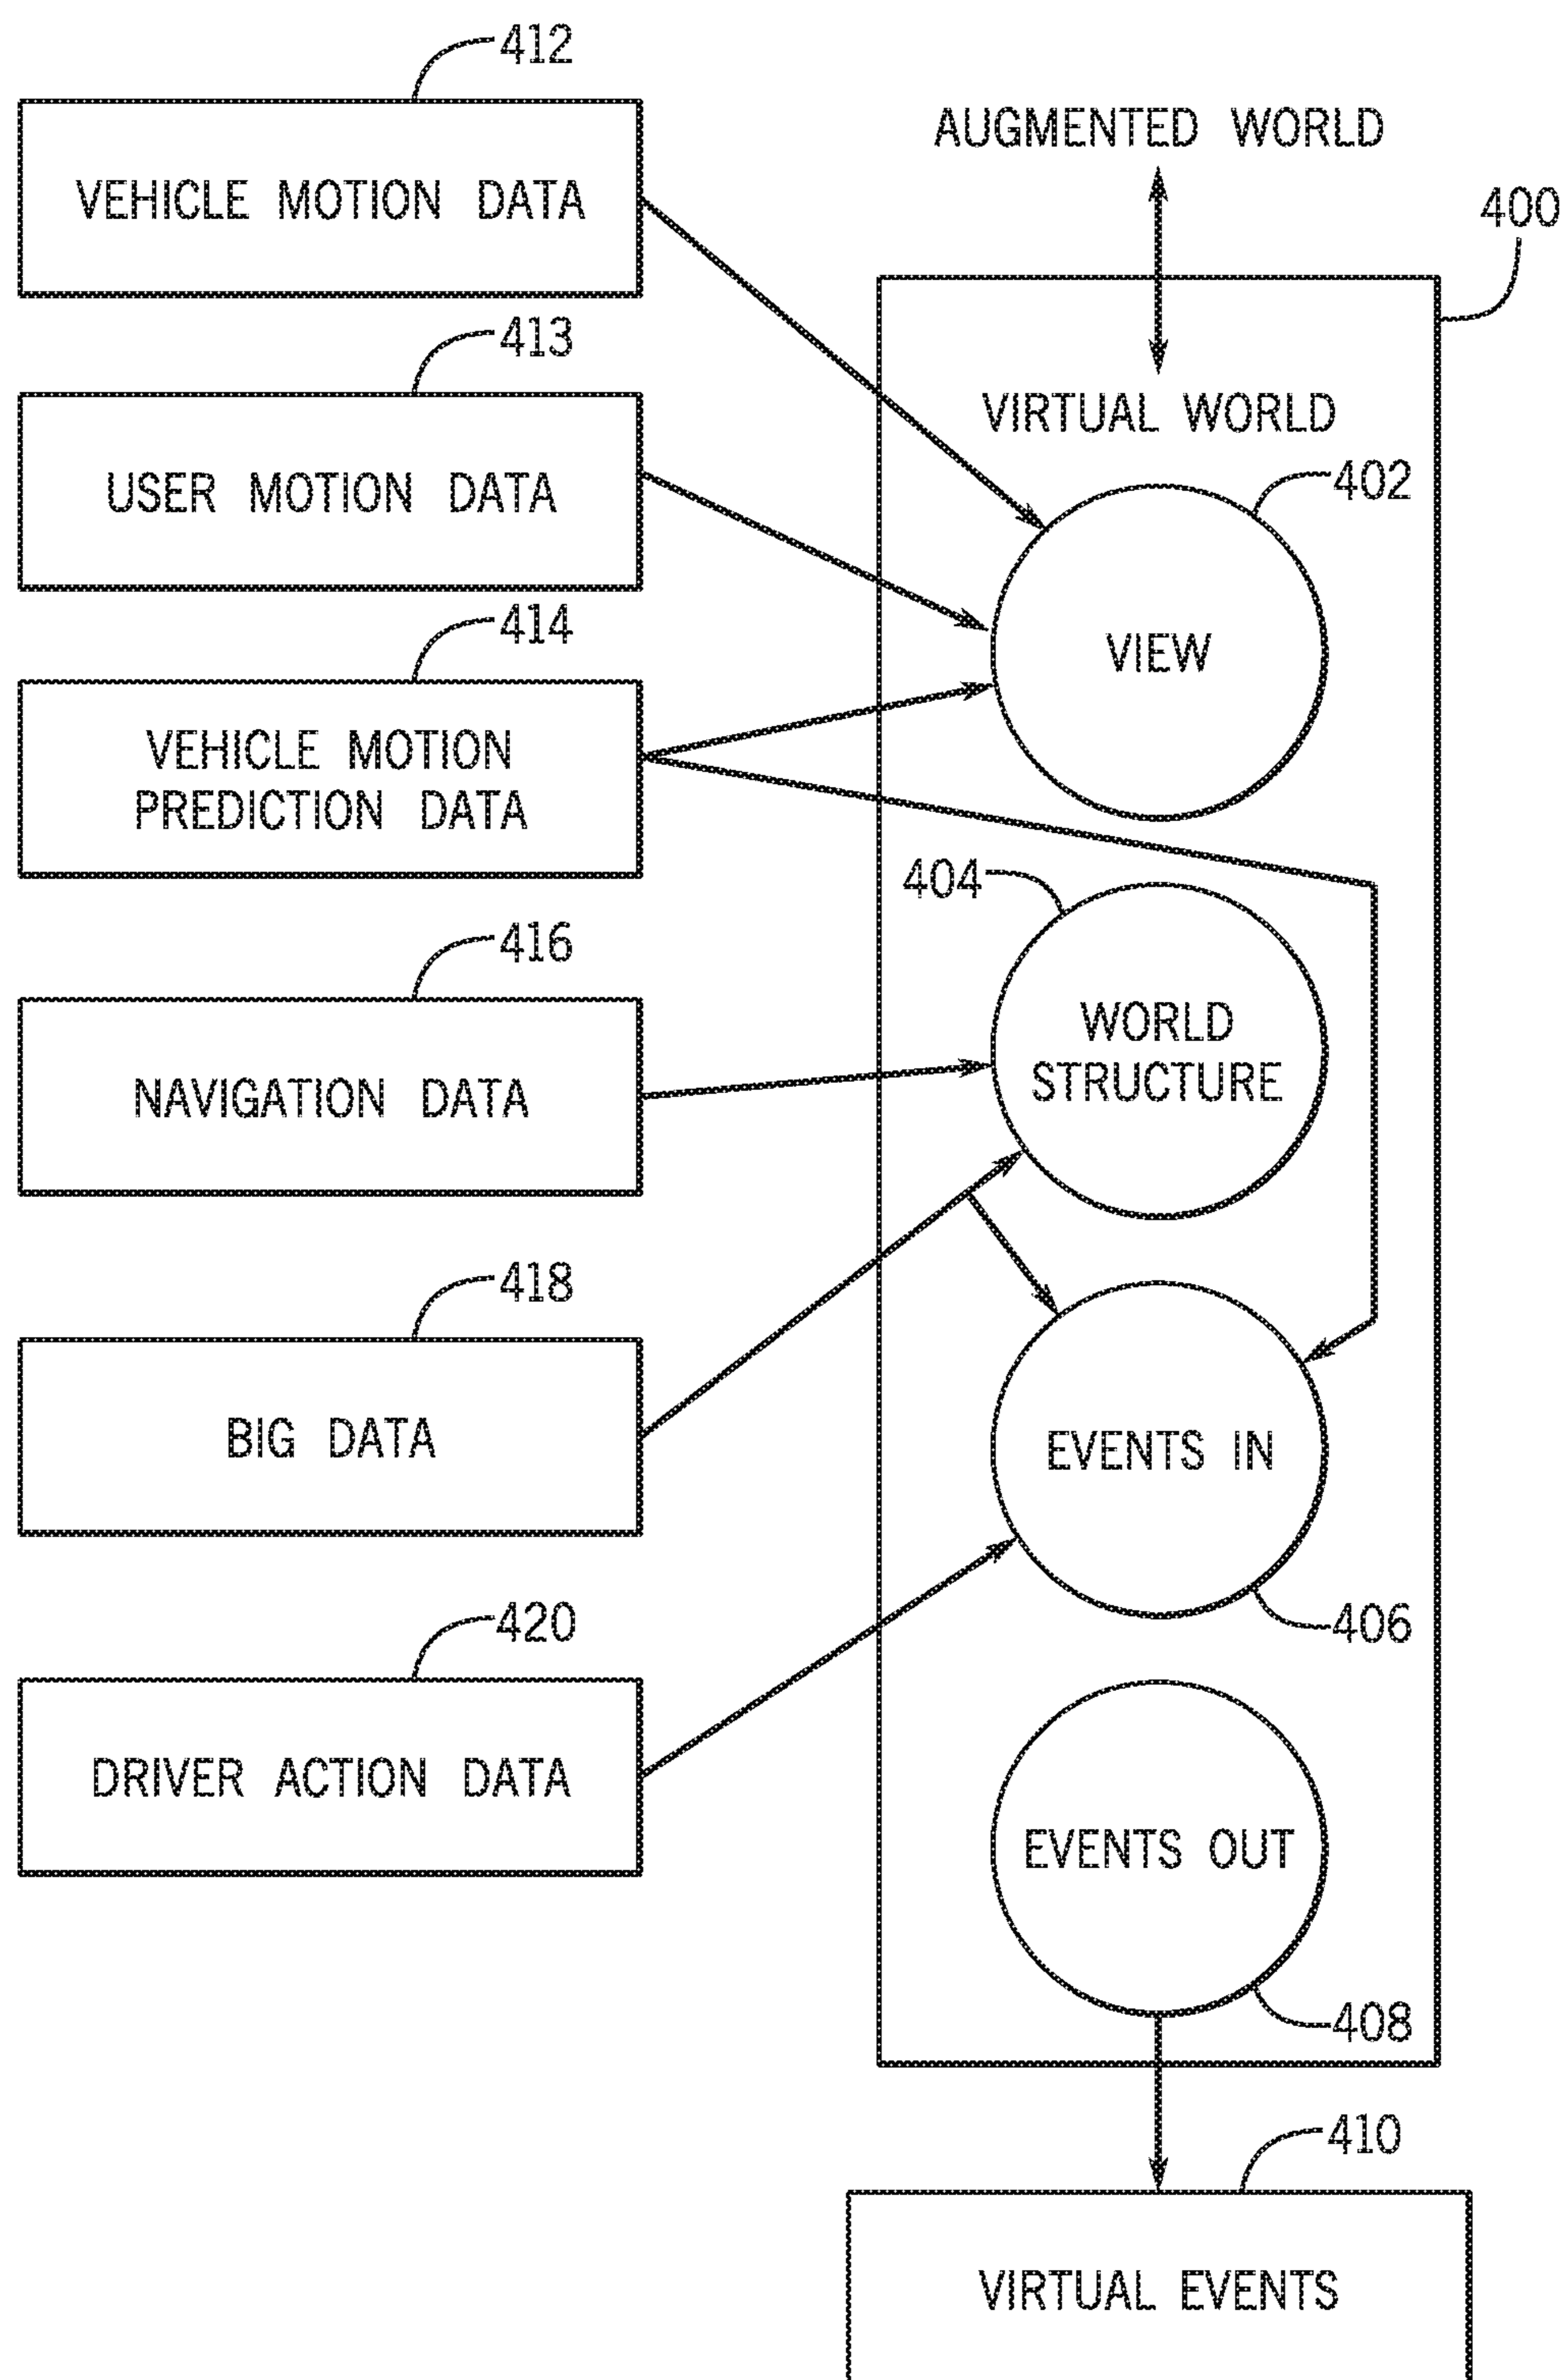 412
VEHICLE MOTION DATA
AUGMENTED WORLD
400
413
USER MOTION DATA
VIRTUAL WORLD
402
VIEW
414
VEHICLE MOTION
PREDICTION DATA
404
WORLD
STRUCTURE
416
NAVIGATION DATA
418
BIG DATA
EVENTS IN
406
420
DRIVER ACTION DATA
EVENTS OUT
408
410
VIRTUAL EVENTS